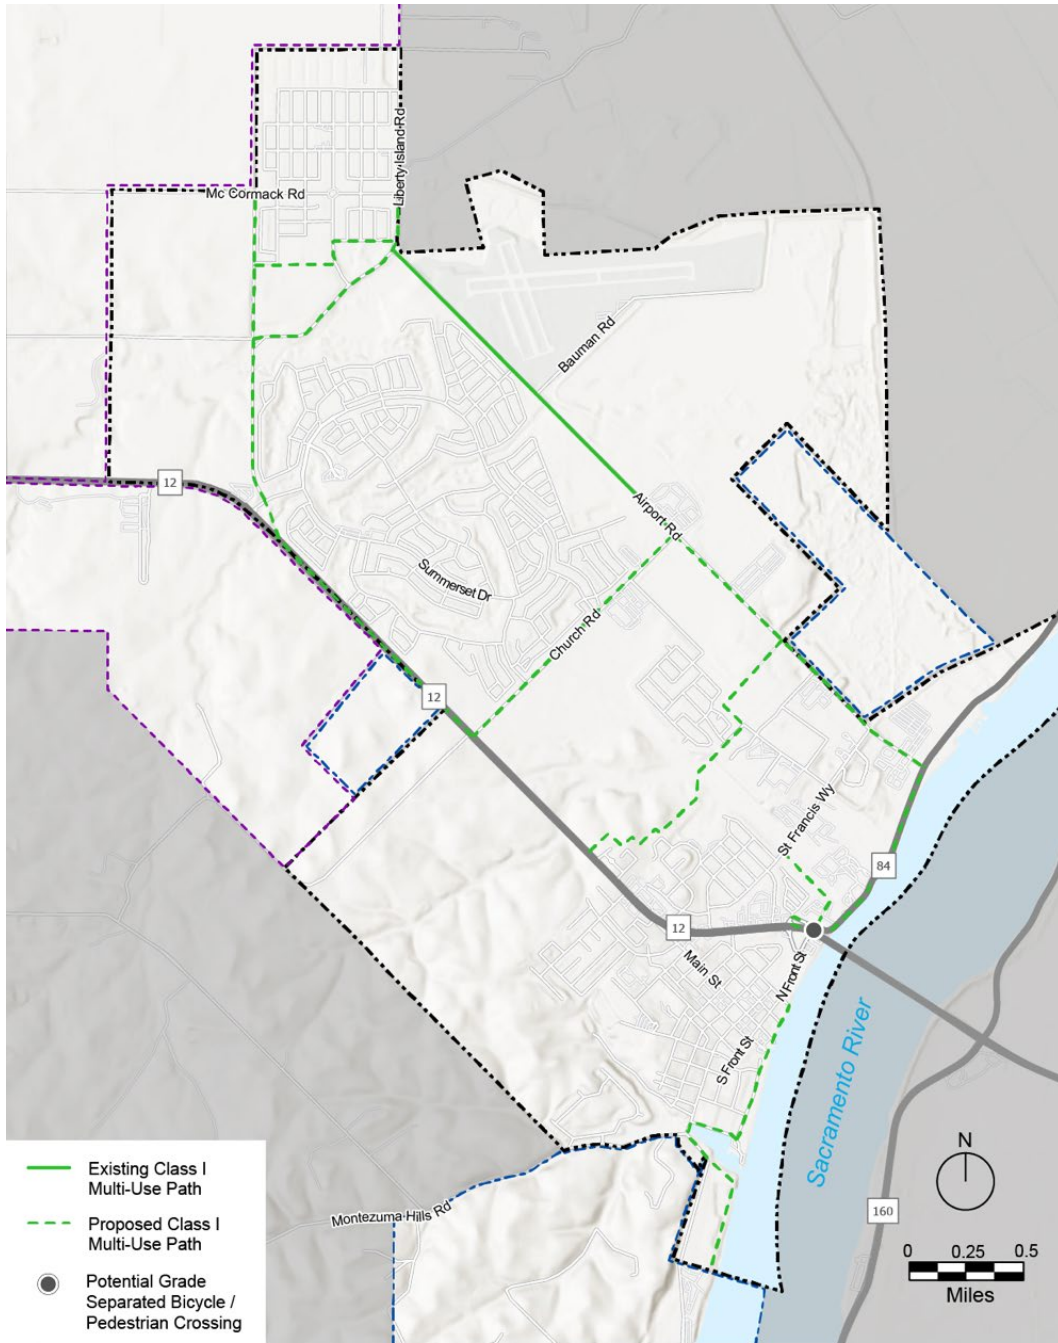 Liberty Island Rd
Mc Cormack Rd
Bauman Rd
12
Airport Rd
Summerset Dr
Church Rd
12
St Francis Wy
84
12
Main St
N Front St
S Front St
Sacramento River
N
Existing Class I
Multi-Use Path
Proposed Class I
Multi-Use Path
Potential Grade
Separated Bicycle /
Pedestrian Crossing
Montezuma Hills Rd
160
0 0.25 0.5
Miles